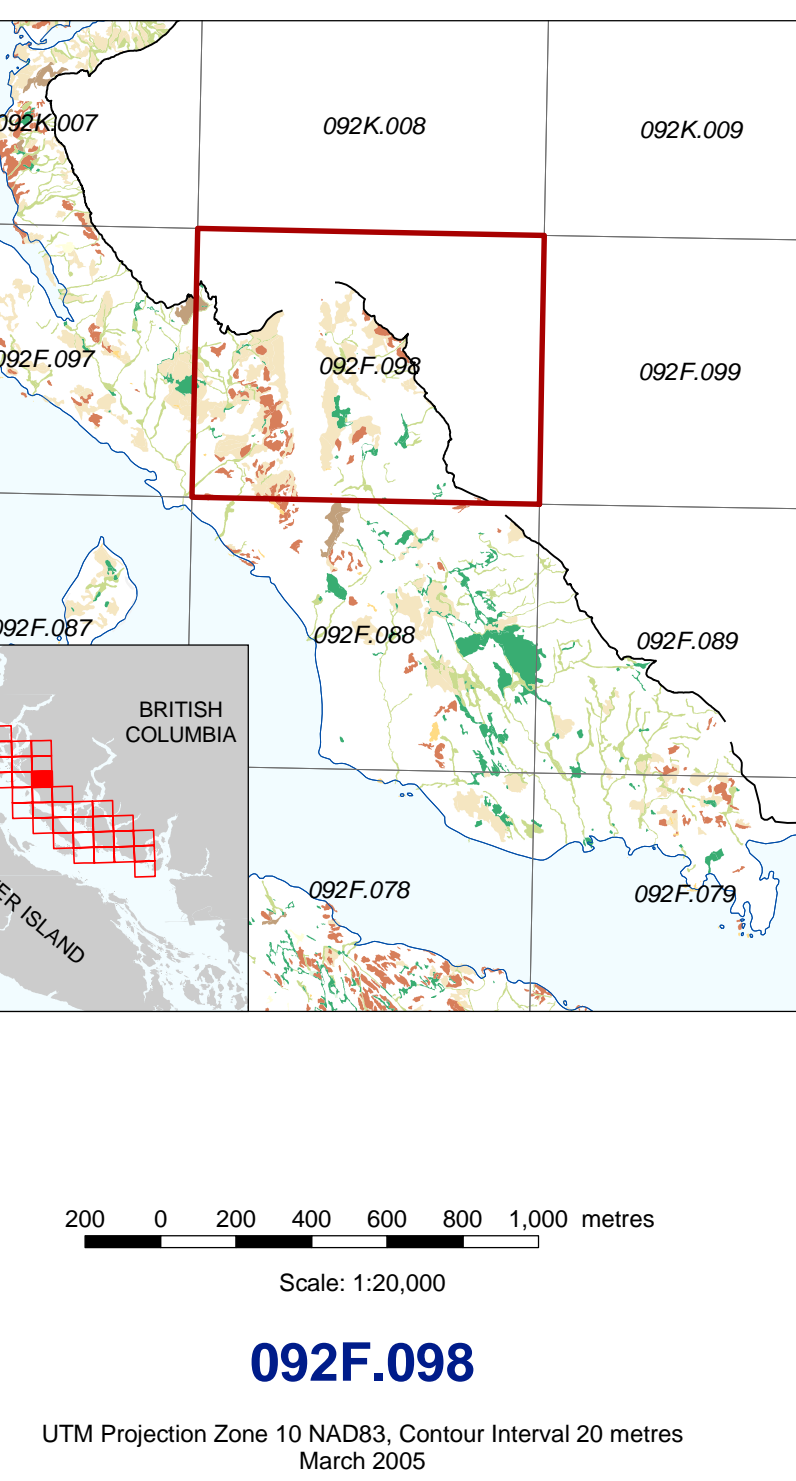 092K.007
092K.008
092K.009
092F.097
092F.098
092F.099
092F.087
092F.088
092F.089
BRITISH
COLUMBIA
ER ISLAND
092F.078
092F.079
200 0 200 400 600 800 1,000 metres
Scale: 1:20,000
092F.098
UTM Projection Zone 10 NAD83, Contour Interval 20 metres
March 2005